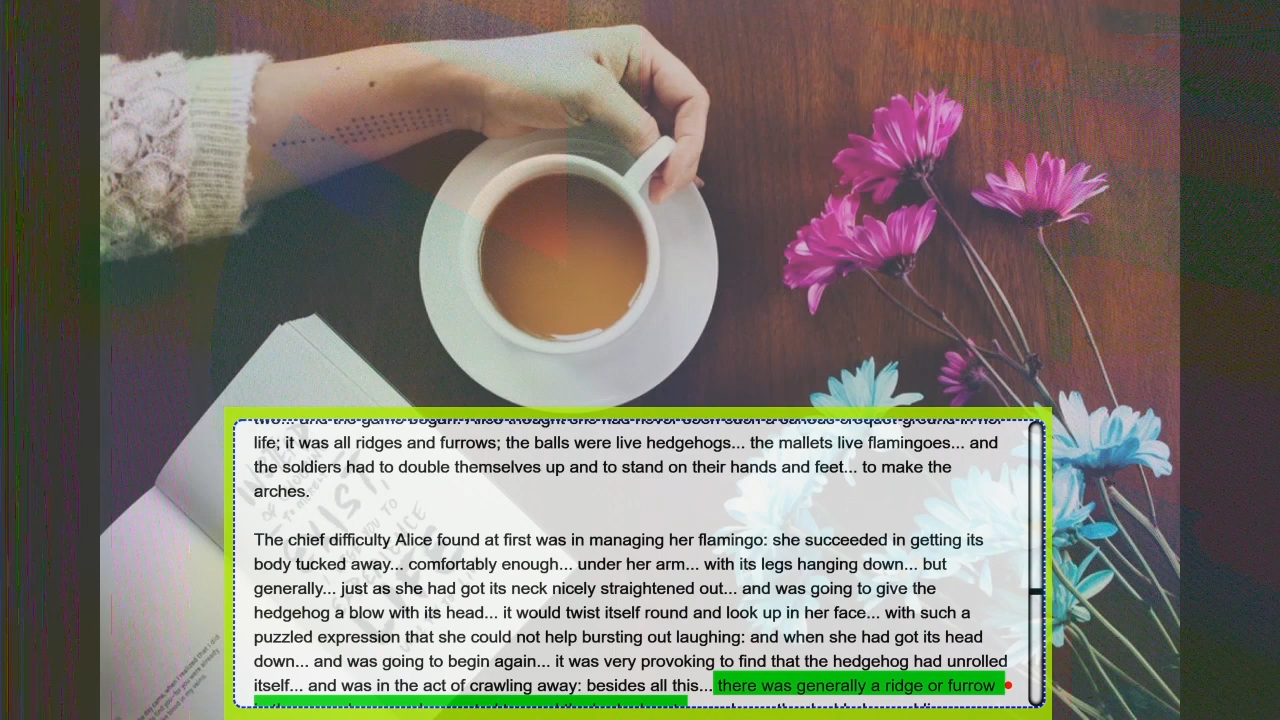 life; it was all ridges and furrows; the balls were live hedgehogs... the mallets live flamingoes... and
the soldiers had to double themselves up and to stand on their hands and feet... to make the
arches.
The chief difficulty Alice found at first was in managing her flamingo: she succeeded in getting its
body tucked away... comfortably enough... under her arm... with its legs hanging down... but
generally... just as she had got its neck nicely straightened out... and was going to give the
hedgehog a blow with its head... it would twist itself round and look up in her face... with such a
puzzled expression that she could not help bursting out laughing: and when she had got its head
down... and was going to begin again... it was very provoking to find that the hedgehog had unrolled
itself... and was in the act of crawling away: besides all this... there was generally a ridge or furrow